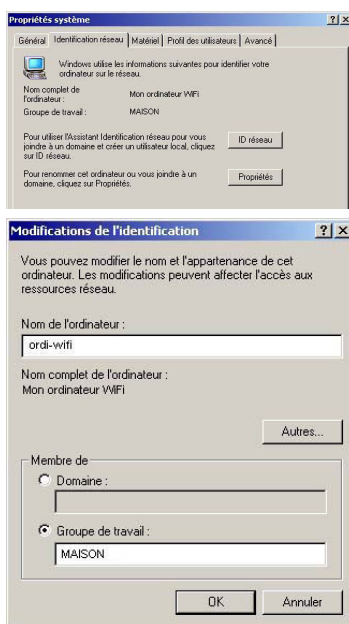 Propriétés système
Général Identification réseau Matériel Profil des utilisateurs Avancé
Windows utilise les informations suivantes pour identifier votre
ordinateur sur le réseau.
Nom complet de
l'ordinateur :
Mon ordinateur WiFi
Groupe de travail :
MAISON
Pour utiliser l'Assistant Identification réseau pour vous
joindre à un domaine et créer un utilisateur local, cliquez
sur ID réseau.
ID réseau
Pour renommer cet ordinateur ou vous joindre à un
domaine, cliquez sur Propriétés.
Propriétés
Modifications de l'identification
Vous pouvez modifier le nom et l'appartenance de cet
ordinateur. Les modifications peuvent affecter l'accès aux
ressources réseau.
Nom de l'ordinateur :
ordi-wifi
Nom complet de l'ordinateur :
Mon ordinateur WiFi
Autres...
Membre de
Domaine :
Groupe de travail :
MAISON
OK Annuler